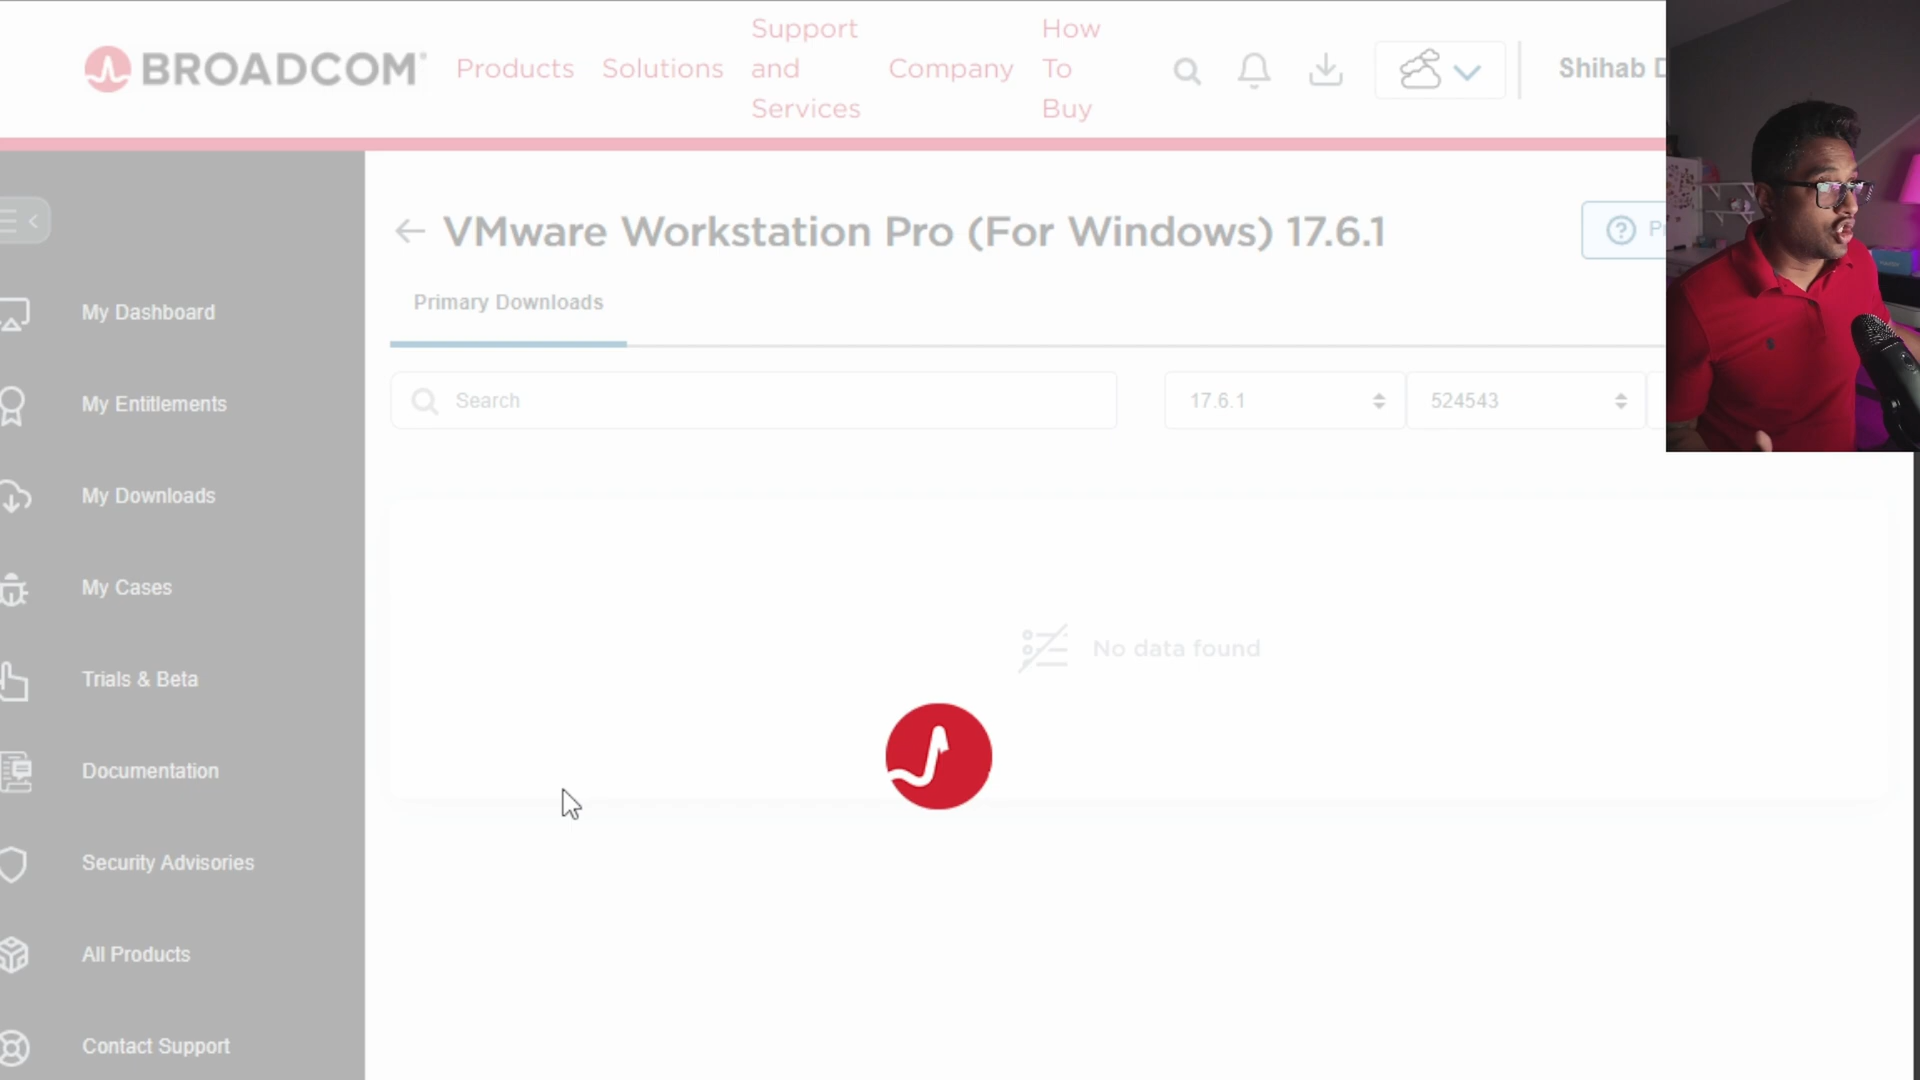 BROADCOM
Products
Solutions
Support
and
Services
Company
How
To
Buy
Shihab D
VMware Workstation Pro (For Windows) 17.6.1
Primary Downloads
Search
17.6.1
524543
My Dashboard
My Entitlements
My Downloads
My Cases
Trials & Beta
Documentation
Security Advisories
All Products
Contact Support
No data found